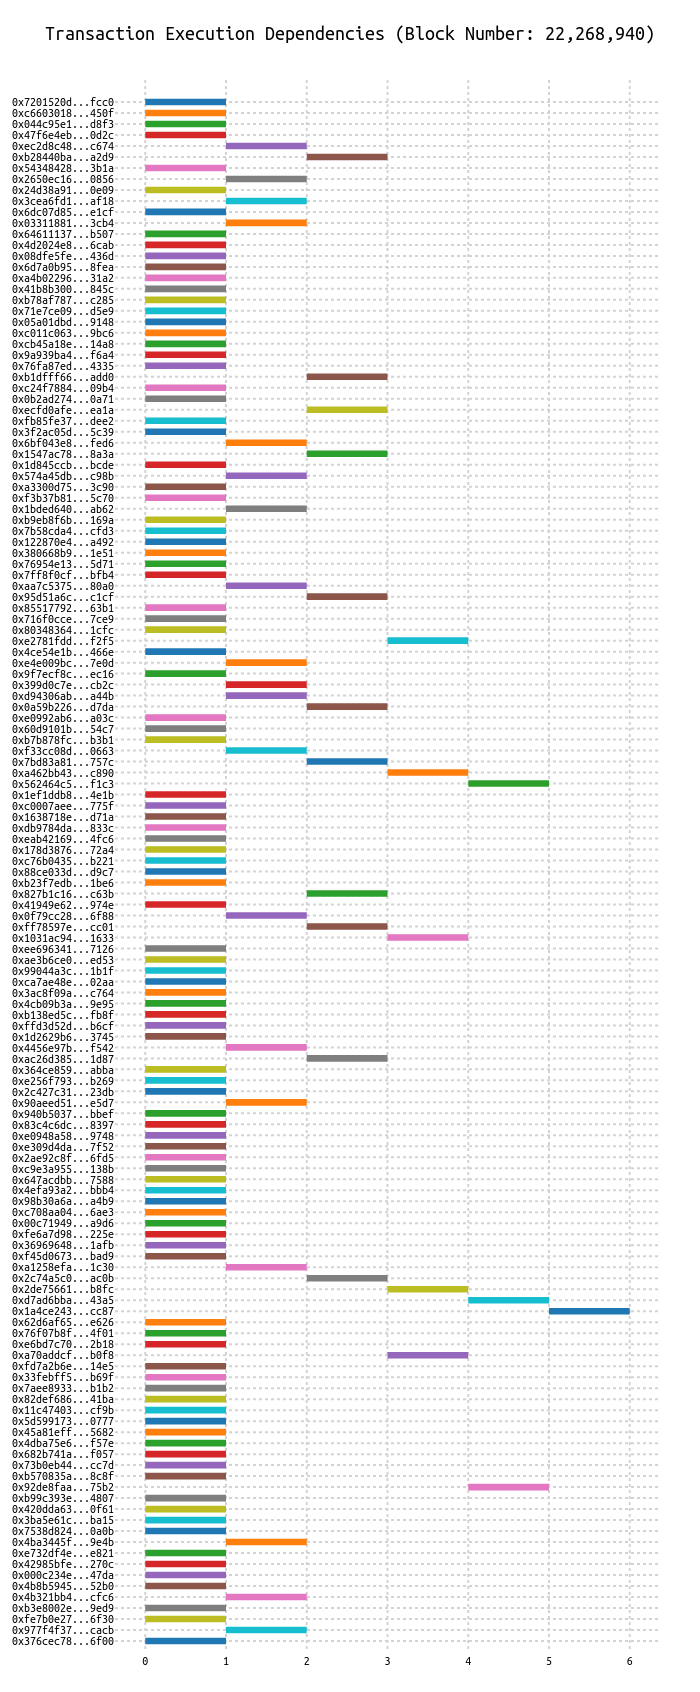 Transaction Execution Dependencies (Block Number: 22,268,940)
0x7201520d...fcc0
0xc6603018...450f
0x044c95e1...d8f3
0x47f6e4eb...0d2c
0xec2d8c48...c674
0xb28440ba...a2d9
0x54348428...3b1a
0x2650ec16...0856
0x24d38a91...0e09
0x3cea6fd1...af18
0x6dc07d85...e1cf
0x03311881...3cb4
0x64611137...b507
0x4d2024e8...6cab
0x08dfe5fe...436d
0x6d7a0b95...8fea
0xa4b02296...31a2
0x41b8b300...845c
0xb78af787...c285
0x71e7ce09...d5e9
0x05a01dbd...9148
0xc011c063...9bc6
0xcb45a18e...14a8
0x9a939ba4...f6a4
0x76fa87ed...4335
0xb1dfff66...add0
0xc24f7884...09b4
0x0b2ad274...0a71
0xecfd0afe...ea1a
0xfb85fe37...dee2
0x3f2ac05d...5c39
0x6bf043e8...fed6
0x1547ac78...8a3a
0x1d845ccb...bcde
0x574a45db...c98b
0xa3300d75...3c90
0xf3b37b81...5c70
0x1bded640...ab62
0xb9eb8f6b...169a
0x7b58cda4...cfd3
0x122870e4...a492
0x380668b9...1e51
0x76954e13...5d71
0x7ff8f0cf...bfb4
0xaa7c5375...80a0
0x95d51a6c...c1cf
0x85517792...63b1
0x716f0cce...7ce9
0x80348364...1cfc
0xe2781fdd...f2f5
0x4ce54e1b...466e
0xe4e009bc...7e0d
0x9f7ecf8c...ec16
0x399d0c7e...cb2c
0xd94306ab...a44b
0x0a59b226...d7da
0xe0992ab6...a03c
0x60d9101b...54c7
0xb7b878fc...b3b1
0xf33cc08d...0663
0x7bd83a81...757c
0xa462bb43...c890
0x562464c5...f1c3
0x1ef1ddb8...4e1b
0xc0007aee...775f
0x1638718e...d71a
0xdb9784da...833c
0xeab42169...4fc6
0x178d3876...72a4
0xc76b0435...b221
0x88ce033d...d9c7
0xb23f7edb...1be6
0x827b1c16...c63b
0x41949e62...974e
0x0f79cc28...6f88
0xff78597e...cc01
0x1031ac94...1633
0xee696341...7126
0xae3b6ce0...ed53
0x99044a3c...1b1f
0xca7ae48e...02aa
0x3ac8f09a...c764
0x4cb09b3a...9e95
0xb138ed5c...fb8f
0xffd3d52d...b6cf
0x1d2629b6...3745
0x4456e97b...f542
0xac26d385...1d87
0x364ce859...abba
0xe256f793...b269
0x2c427c31...23db
0x90aeed51...e5d7
0x940b5037...bbef
0x83c4c6dc...8397
0xe0948a58...9748
0xe309d4da...7f52
0x2ae92c8f...6fd5
0xc9e3a955...138b
0x647acdbb...7588
0x4efa93a2...bbb4
0x98b30a6a...a4b9
0xc708aa04...6ae3
0x00c71949...a9d6
0xfe6a7d98...225e
0x36969648...1afb
0xf45d0673...bad9
0xa1258efa...1c30
0x2c74a5c0...ac0b
0x2de75661...b8fc
0xd7ad6bba...43a5
0x1a4ce243...cc87
0x62d6af65...e626
0x76f07b8f...4f01
0xe6bd7c70...2b18
0xa70addcf...b0f8
0xfd7a2b6e...14e5
0x33febff5...b69f
0x7aee8933...b1b2
0x82def686...41ba
0x11c47403...cf9b
0x5d599173...0777
0x45a81eff...5682
0x4dba75e6...f57e
0x682b741a...f057
0x73b0eb44...cc7d
0xb570835a...8c8f
0x92de8faa...75b2
0xb99c393e...4807
0x420dda63...0f61
0x3ba5e61c...ba15
0x7538d824...0a0b
0x4ba3445f...9e4b
0xe732df4e...e821
0x42985bfe...270c
0x000c234e...47da
0x4b8b5945...52b0
0x4b321bb4...cfc6
0xb3e8002e...9ed9
0xfe7b0e27...6f30
0x977f4f37...cacb
0x376cec78...6f00
0 1 2 3 4 5 6